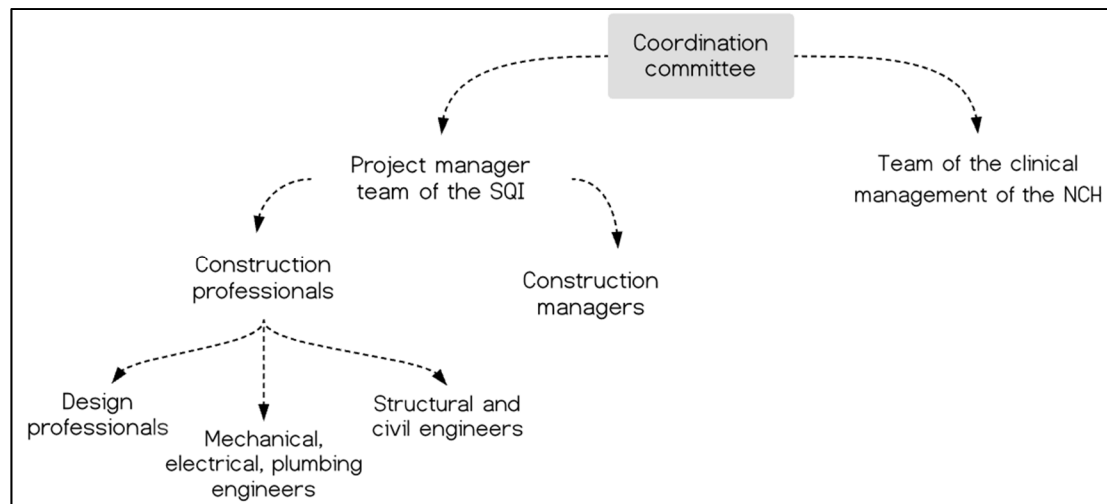 Coordination
committee
Project manager
team of the SQI
Team of the clinical
management of the NCH
Construction
professionals
Construction
managers
Design
professionals
Mechanical,
electrical, plumbing
engineers
Structural and
civil engineers